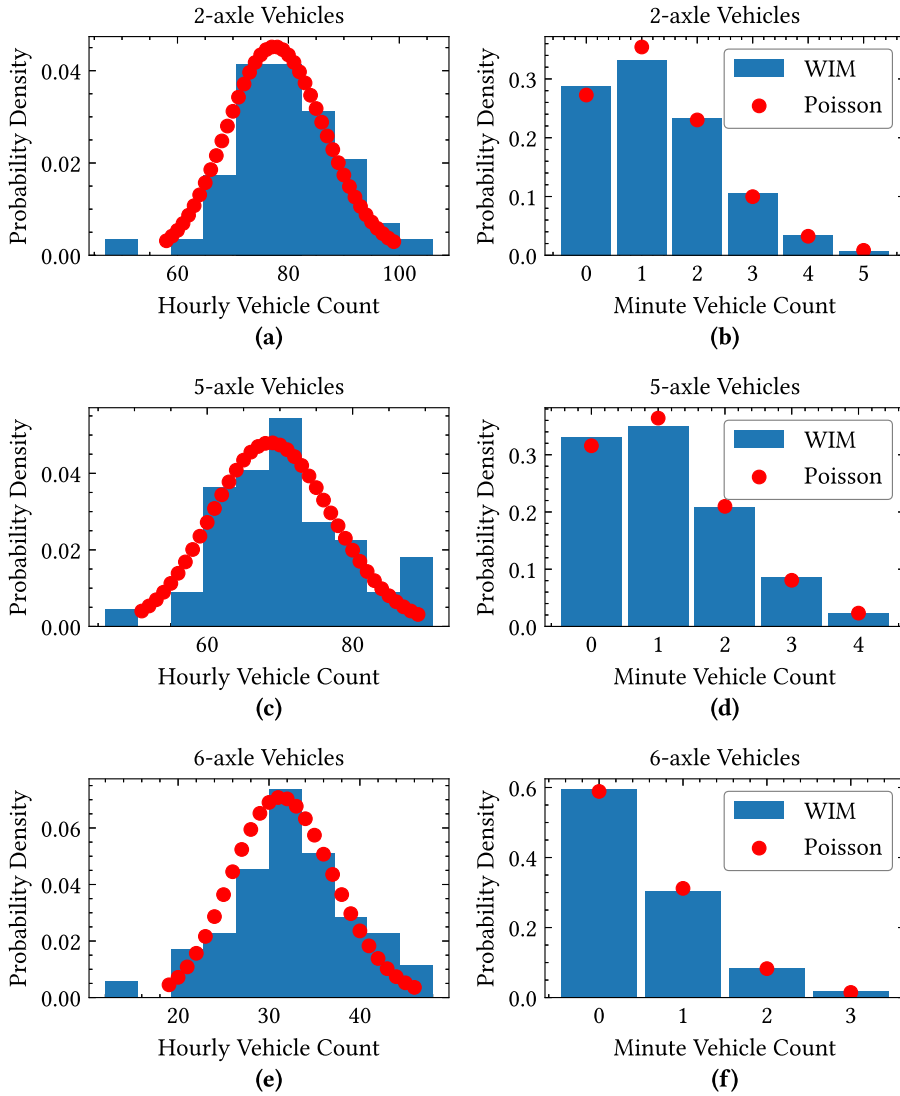 2-axle Vehicles
Probability Density
0.04
0.02
0.00
60 80 100
Hourly Vehicle Count
(a)
2-axle Vehicles
Probability Density
0.3
0.2
0.1
0.0
WIM
Poisson
0 1 2 3 4 5
Minute Vehicle Count
(b)
5-axle Vehicles
Probability Density
0.04
0.02
0.00
60 80
Hourly Vehicle Count
(c)
5-axle Vehicles
Probability Density
0.3
0.2
0.1
0.0
WIM
Poisson
0 1 2 3 4
Minute Vehicle Count
(d)
6-axle Vehicles
Probability Density
0.06
0.04
0.02
0.00
20 30 40
Hourly Vehicle Count
(e)
6-axle Vehicles
Probability Density
0.6
0.4
0.2
0.0
WIM
Poisson
0 1 2 3
Minute Vehicle Count
(f)